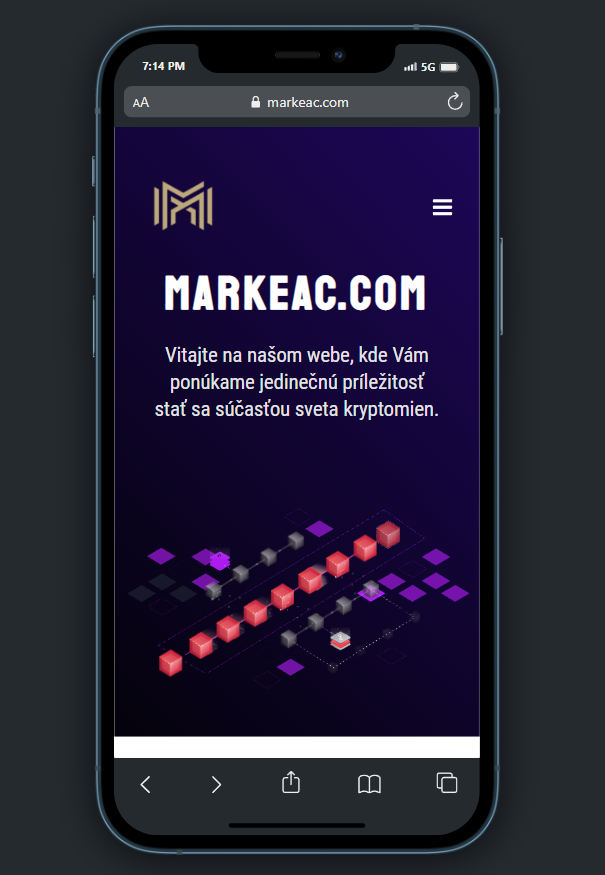 7:14 PM
5G
AA
markeac.com
MARKEAC.COM
Vitajte na našom webe, kde Vám
ponúkame jedinečnú príležitosť
stať sa súčasťou sveta kryptomien.